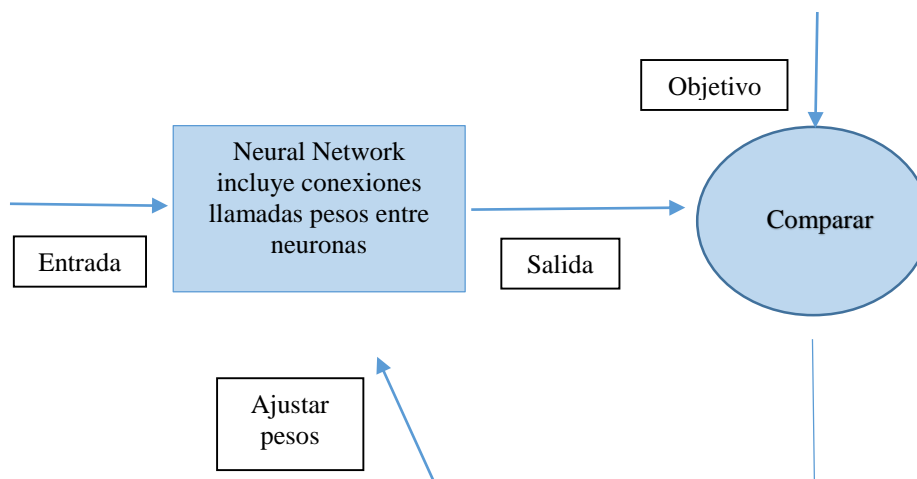 Objetivo
Neural Network
incluye conexiones
llamadas pesos entre
neuronas
Comparar
Entrada
Salida
Ajustar
pesos